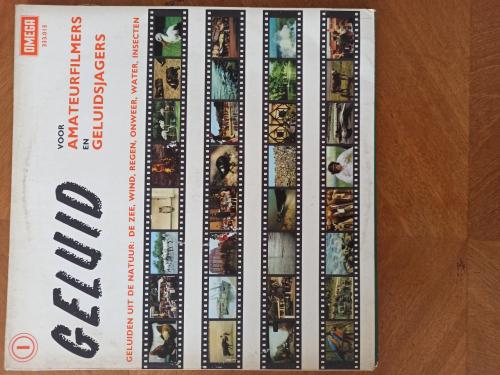 OMEGA
333.015
1
GELUID
VOOR
AMATEURFILMERS
EN
GELUIDSJAGERS
GELUIDEN UIT DE NATUUR: DE ZEE, WIND, REGEN, ONWEER, WATER, INSECTEN